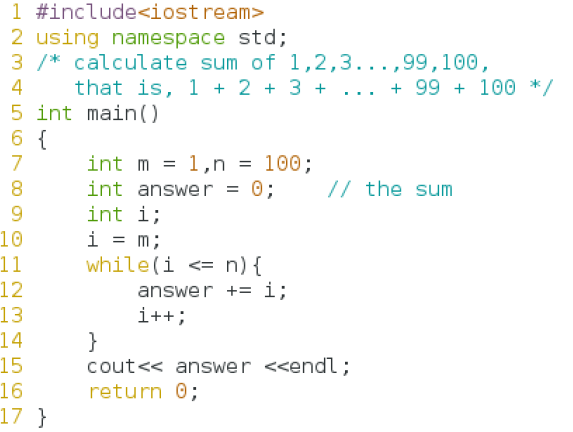 1 #include<iostream>
2 using namespace std;
3 /* calculate sum of 1,2,3...,99,100,
4    that is, 1 + 2 + 3 + ... + 99 + 100 */
5 int main()
6 {
7     int m = 1,n = 100;
8     int answer = 0;    // the sum
9     int i;
10     i = m;
11     while(i <= n){
12         answer += i;
13         i++;
14     }
15     cout<< answer <<endl;
16     return 0;
17 }